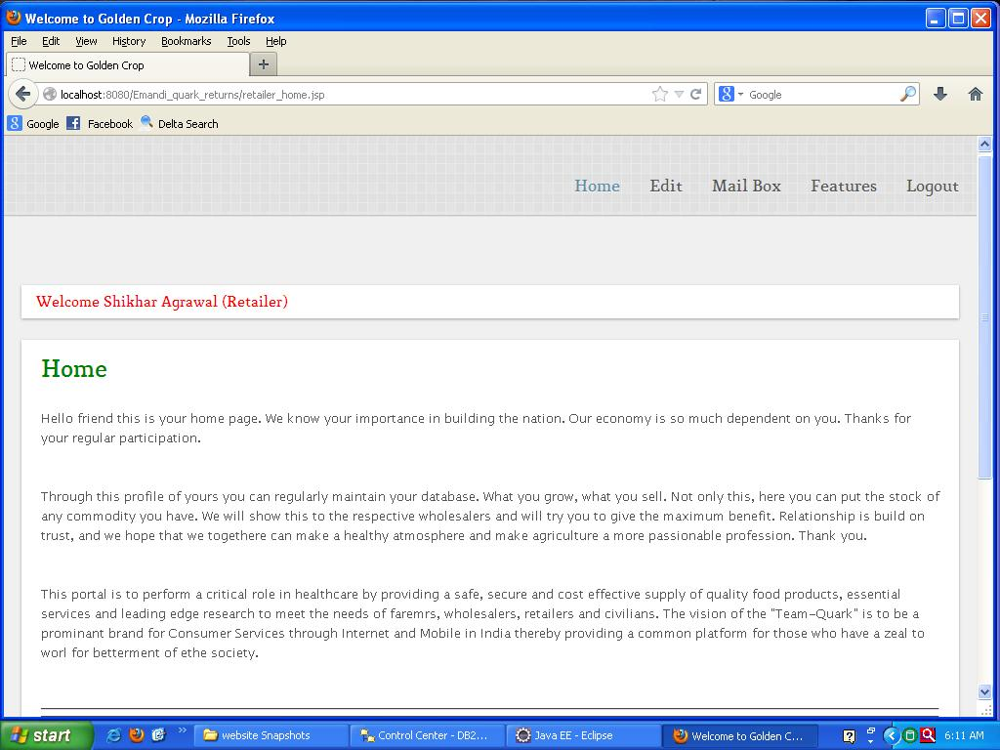 Welcome to Golden Crop - Mozilla Firefox
File Edit View History Bookmarks Tools Help
Welcome to Golden Crop
localhost:8080/Emandi_quark_returns/retailer_home.jsp
Google
Google Facebook Delta Search
Home Edit Mail Box Features Logout
Welcome Shikhar Agrawal (Retailer)
Home
Hello friend this is your home page. We know your importance in building the nation. Our economy is so much dependent on you. Thanks for
your regular participation.
Through this profile of yours you can regularly maintain your database. What you grow, what you sell. Not only this, here you can put the stock of
any commodity you have. We will show this to the respective wholesalers and will try you to give the maximum benefit. Relationship is build on
trust, and we hope that we togethere can make a healthy atmosphere and make agriculture a more passionable profession. Thank you.
This portal is to perform a critical role in healthcare by providing a safe, secure and cost effective supply of quality food products, essential
services and leading edge research to meet the needs of faremrs, wholesalers, retailers and civilians. The vision of the "Team-Quark" is to be a
prominant brand for Consumer Services through Internet and Mobile in India thereby providing a common platform for those who have a zeal to
worl for betterment of ethe society.
start website Snapshots Control Center - DB2... Java EE - Eclipse Welcome to Golden C... 6:11 AM